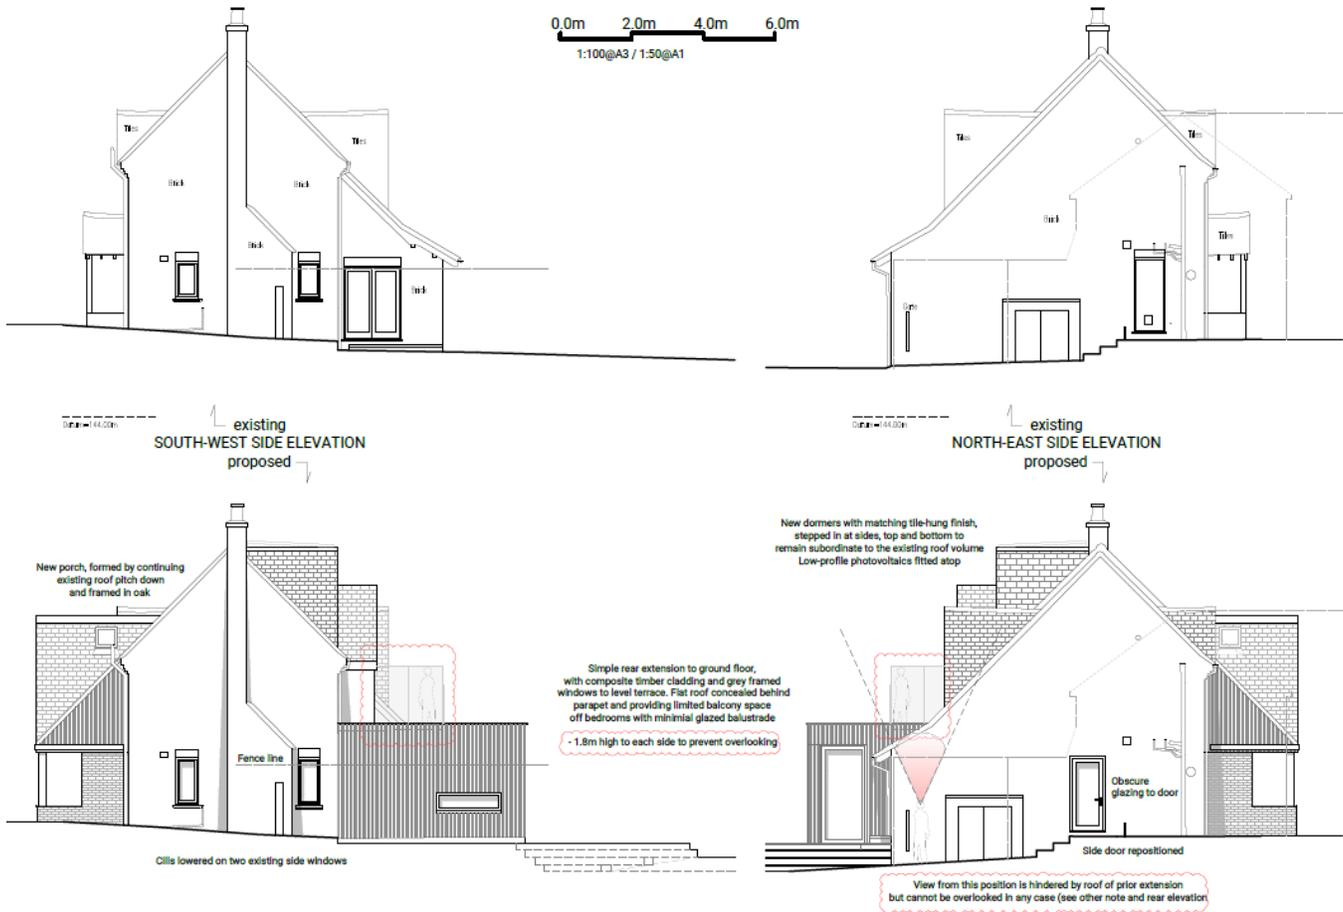 0.0m 2.0m 4.0m 6.0m
1:100@A3 / 1:50@A1
Tiles
Tiles
Brick
Brick
Brick
Brick
Tiles
Tiles
Brick
Tiles
Gate
Datum=144.00m
existing
SOUTH-WEST SIDE ELEVATION
proposed
Datum=144.00m
existing
NORTH-EAST SIDE ELEVATION
proposed
New porch, formed by continuing
existing roof pitch down
and framed in oak
New dormers with matching tile-hung finish,
stepped in at sides, top and bottom to
remain subordinate to the existing roof volume
Low-profile photovoltaics fitted atop
Simple rear extension to ground floor,
with composite timber cladding and grey framed
windows to level terrace. Flat roof concealed behind
parapet and providing limited balcony space
off bedrooms with minimial glazed balustrade
- 1.8m high to each side to prevent overlooking
Fence line
Obscure
glazing to door
Side door repositioned
Cills lowered on two existing side windows
View from this position is hindered by roof of prior extension
but cannot be overlooked in any case (see other note and rear elevation